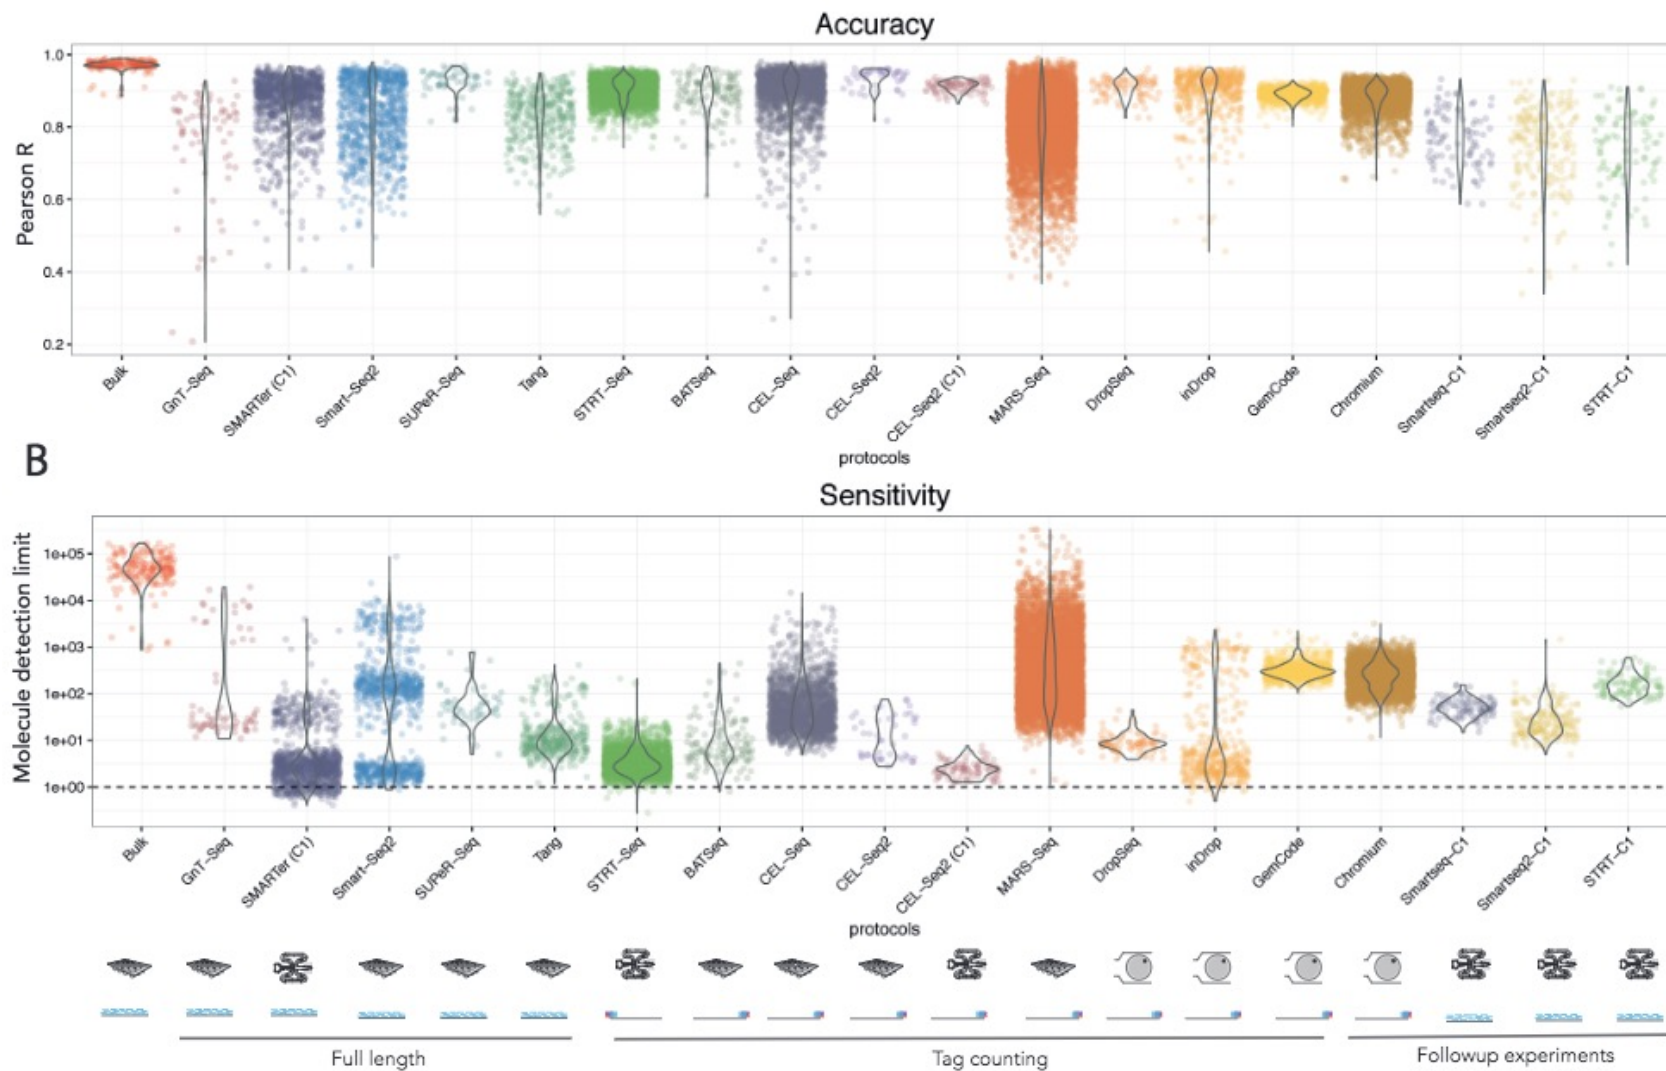 Accuracy
Pearson R
1.0
0.8
0.6
0.4
0.2
Bulk
GnT-Seq
SMARTer (C1)
Smart-Seq2
SUPeR-Seq
Tang
STRT-Seq
BATSeq
CEL-Seq
CEL-Seq2
CEL-Seq2 (C1)
MARS-Seq
DropSeq
inDrop
GemCode
Chromium
Smartseq-C1
Smartseq2-C1
STRT-C1
protocols
B
Sensitivity
Molecule detection limit
1e+05
1e+04
1e+03
1e+02
1e+01
1e+00
Bulk
GnT-Seq
SMARTer (C1)
Smart-Seq2
SUPeR-Seq
Tang
STRT-Seq
BATSeq
CEL-Seq
CEL-Seq2
CEL-Seq2 (C1)
MARS-Seq
DropSeq
inDrop
GemCode
Chromium
Smartseq-C1
Smartseq2-C1
STRT-C1
protocols
Full length
Tag counting
Followup experiments